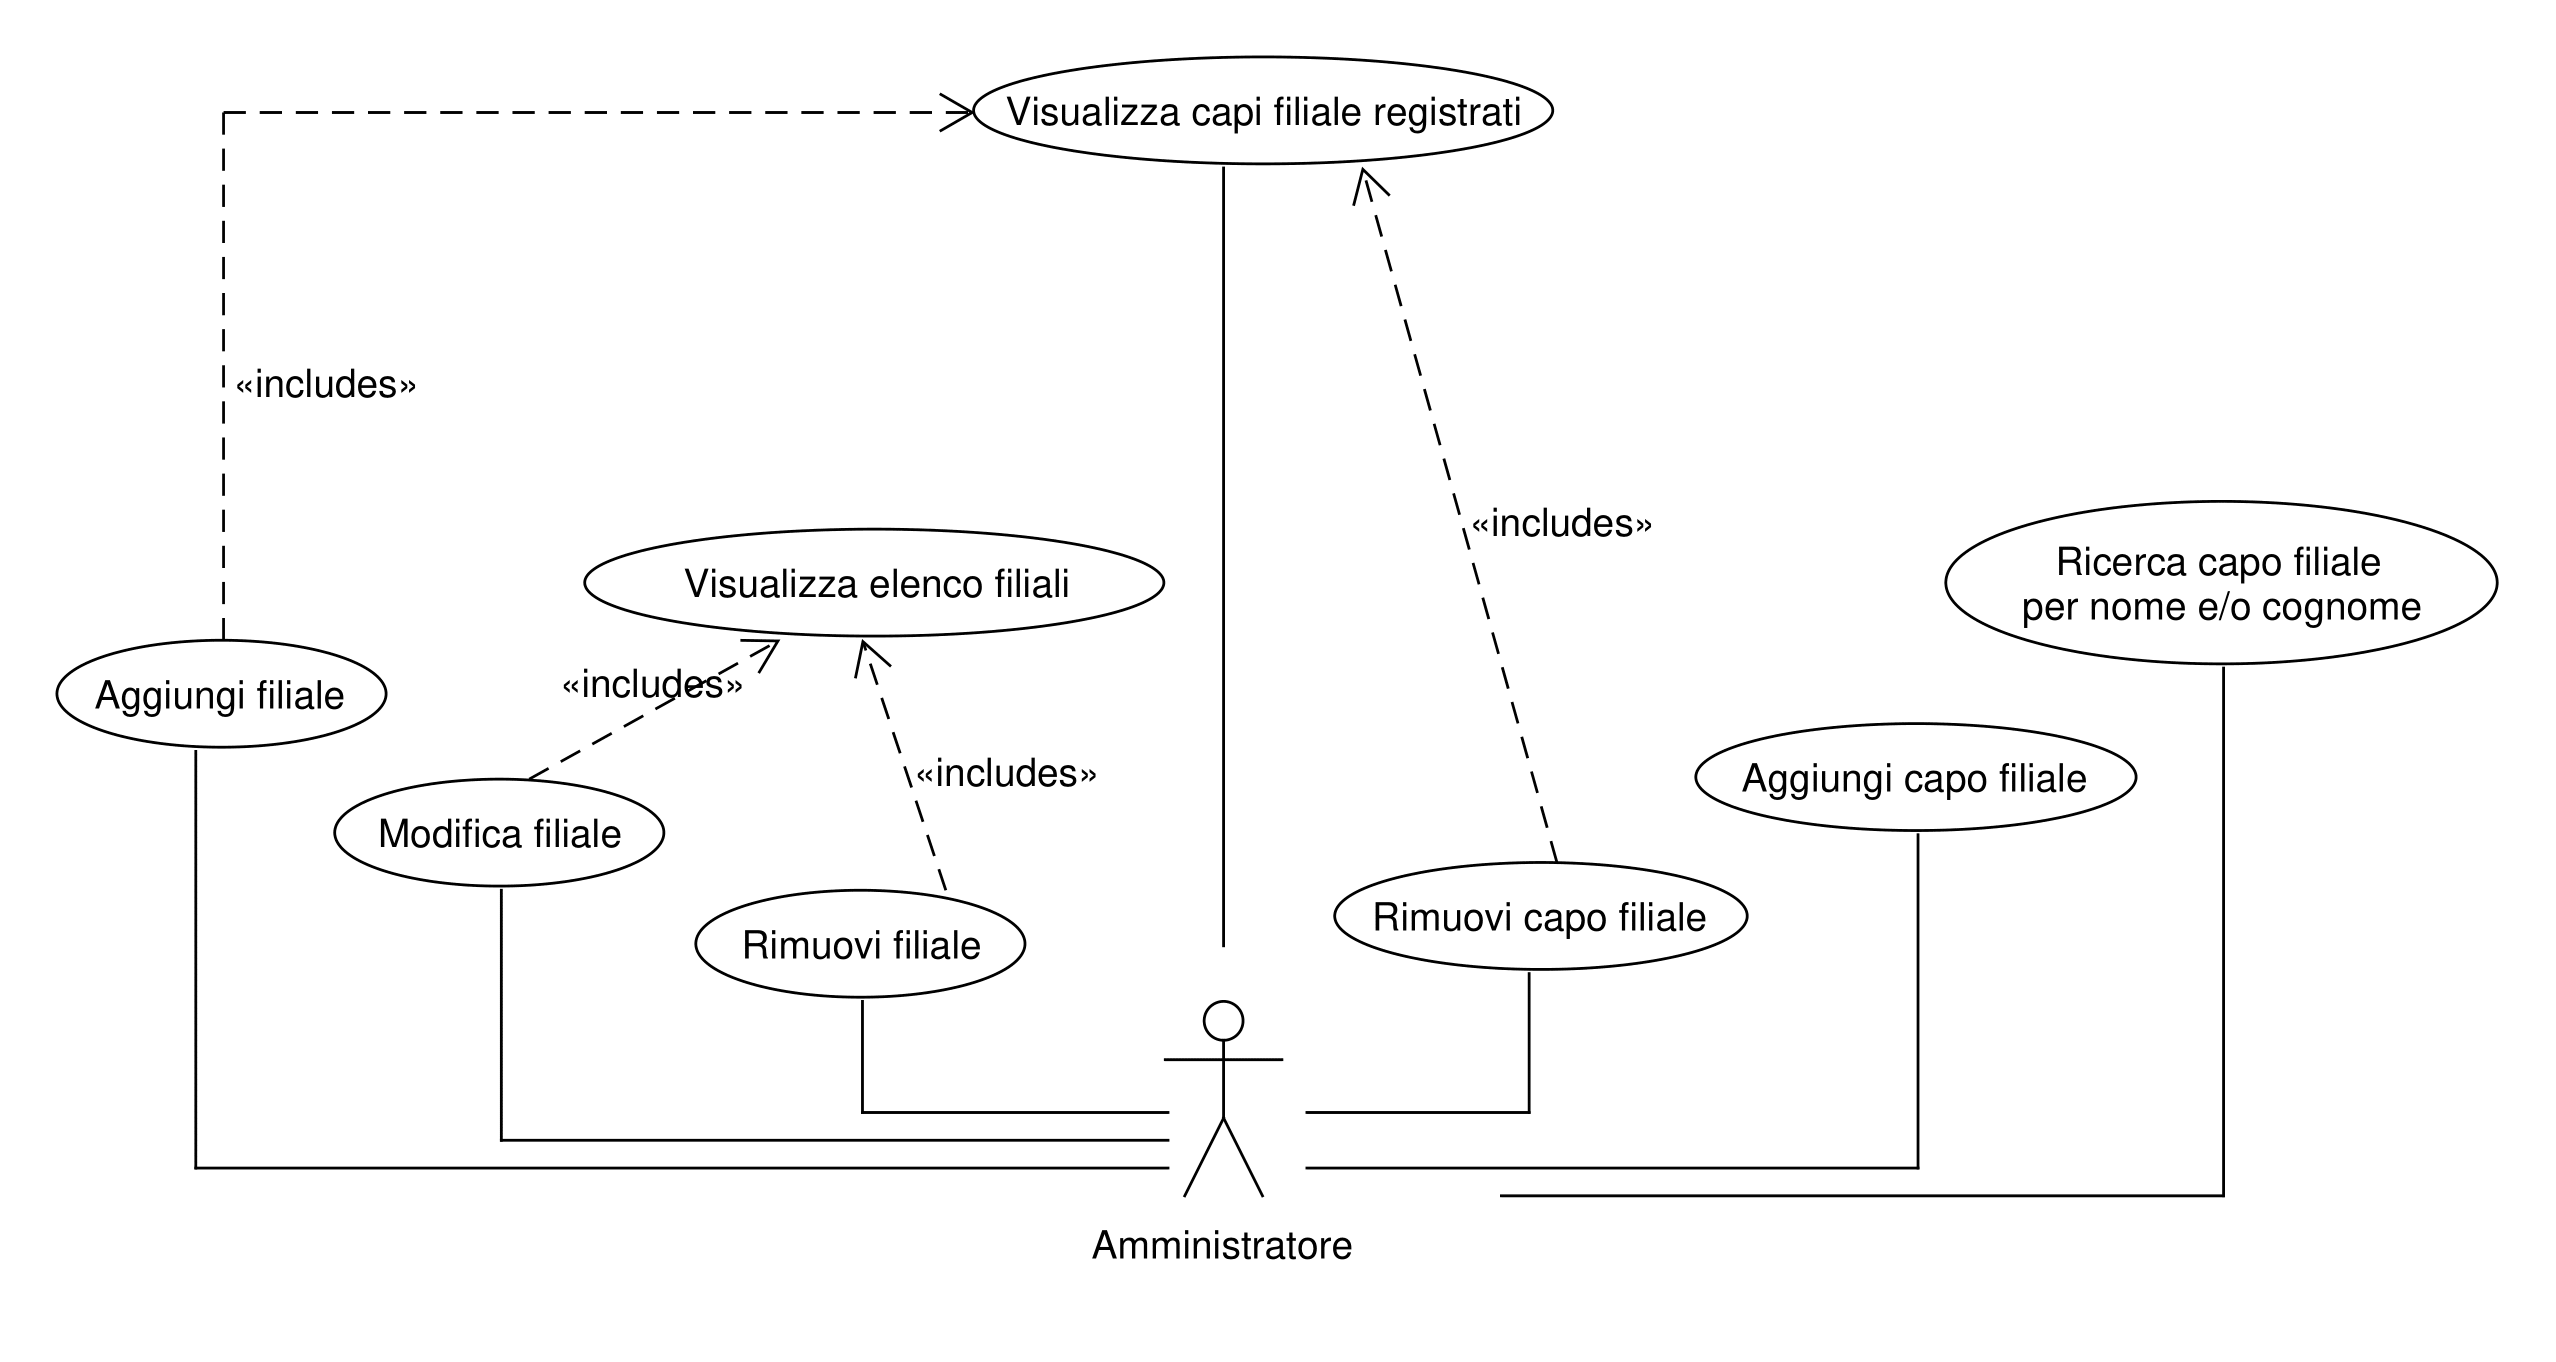 Visualizza capi filiale registrati
«includes»
«includes»
Visualizza elenco filiali
Ricerca capo filiale
per nome e/o cognome
«includes»
Aggiungi filiale
«includes»
Aggiungi capo filiale
Modifica filiale
Rimuovi capo filiale
Rimuovi filiale
Amministratore